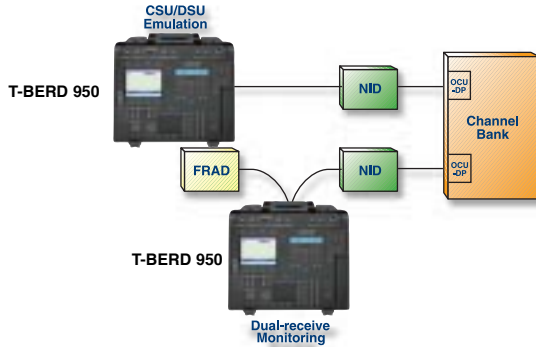 CSU/DSU
Emulation
T-BERD 950
NID
OCU
-DP
Channel
Bank
FRAD
NID
OCU
-DP
T-BERD 950
Dual-receive
Monitoring